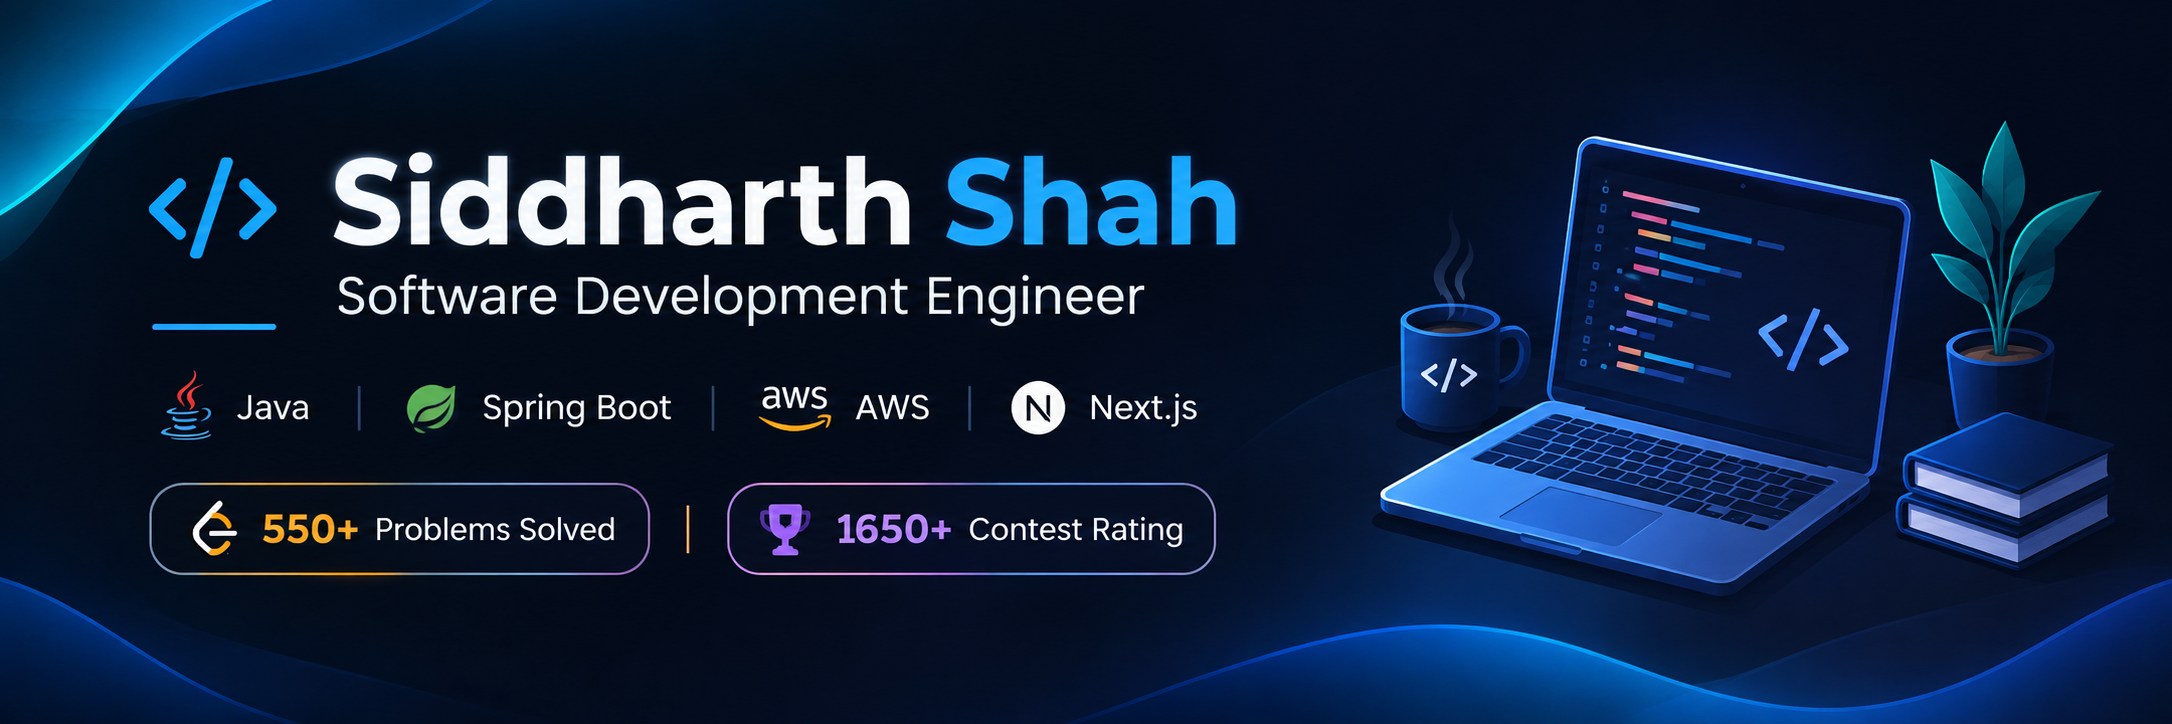 </> Siddharth Shah
Software Development Engineer
Java | Spring Boot | aws AWS | N Next.js
550+ Problems Solved | 1650+ Contest Rating
</>
</>